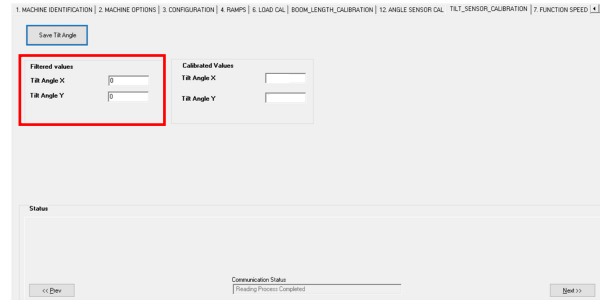 1. MACHINE IDENTIFICATION | 2. MACHINE OPTIONS | 3. CONFIGURATION | 4. RAMPS | 6. LOAD CAL | BOOM_LENGTH_CALIBRATION | 12. ANGLE SENSOR CAL TILT_SENSOR_CALIBRATION | 7. FUNCTION SPEED
Save Tilt Angle
Filtered values
Tilt Angle X 0
Tilt Angle Y 0
Calibrated Values
Tilt Angle X
Tilt Angle Y
Status
Communication Status
Reading Process Completed
<< Prev
Next >>